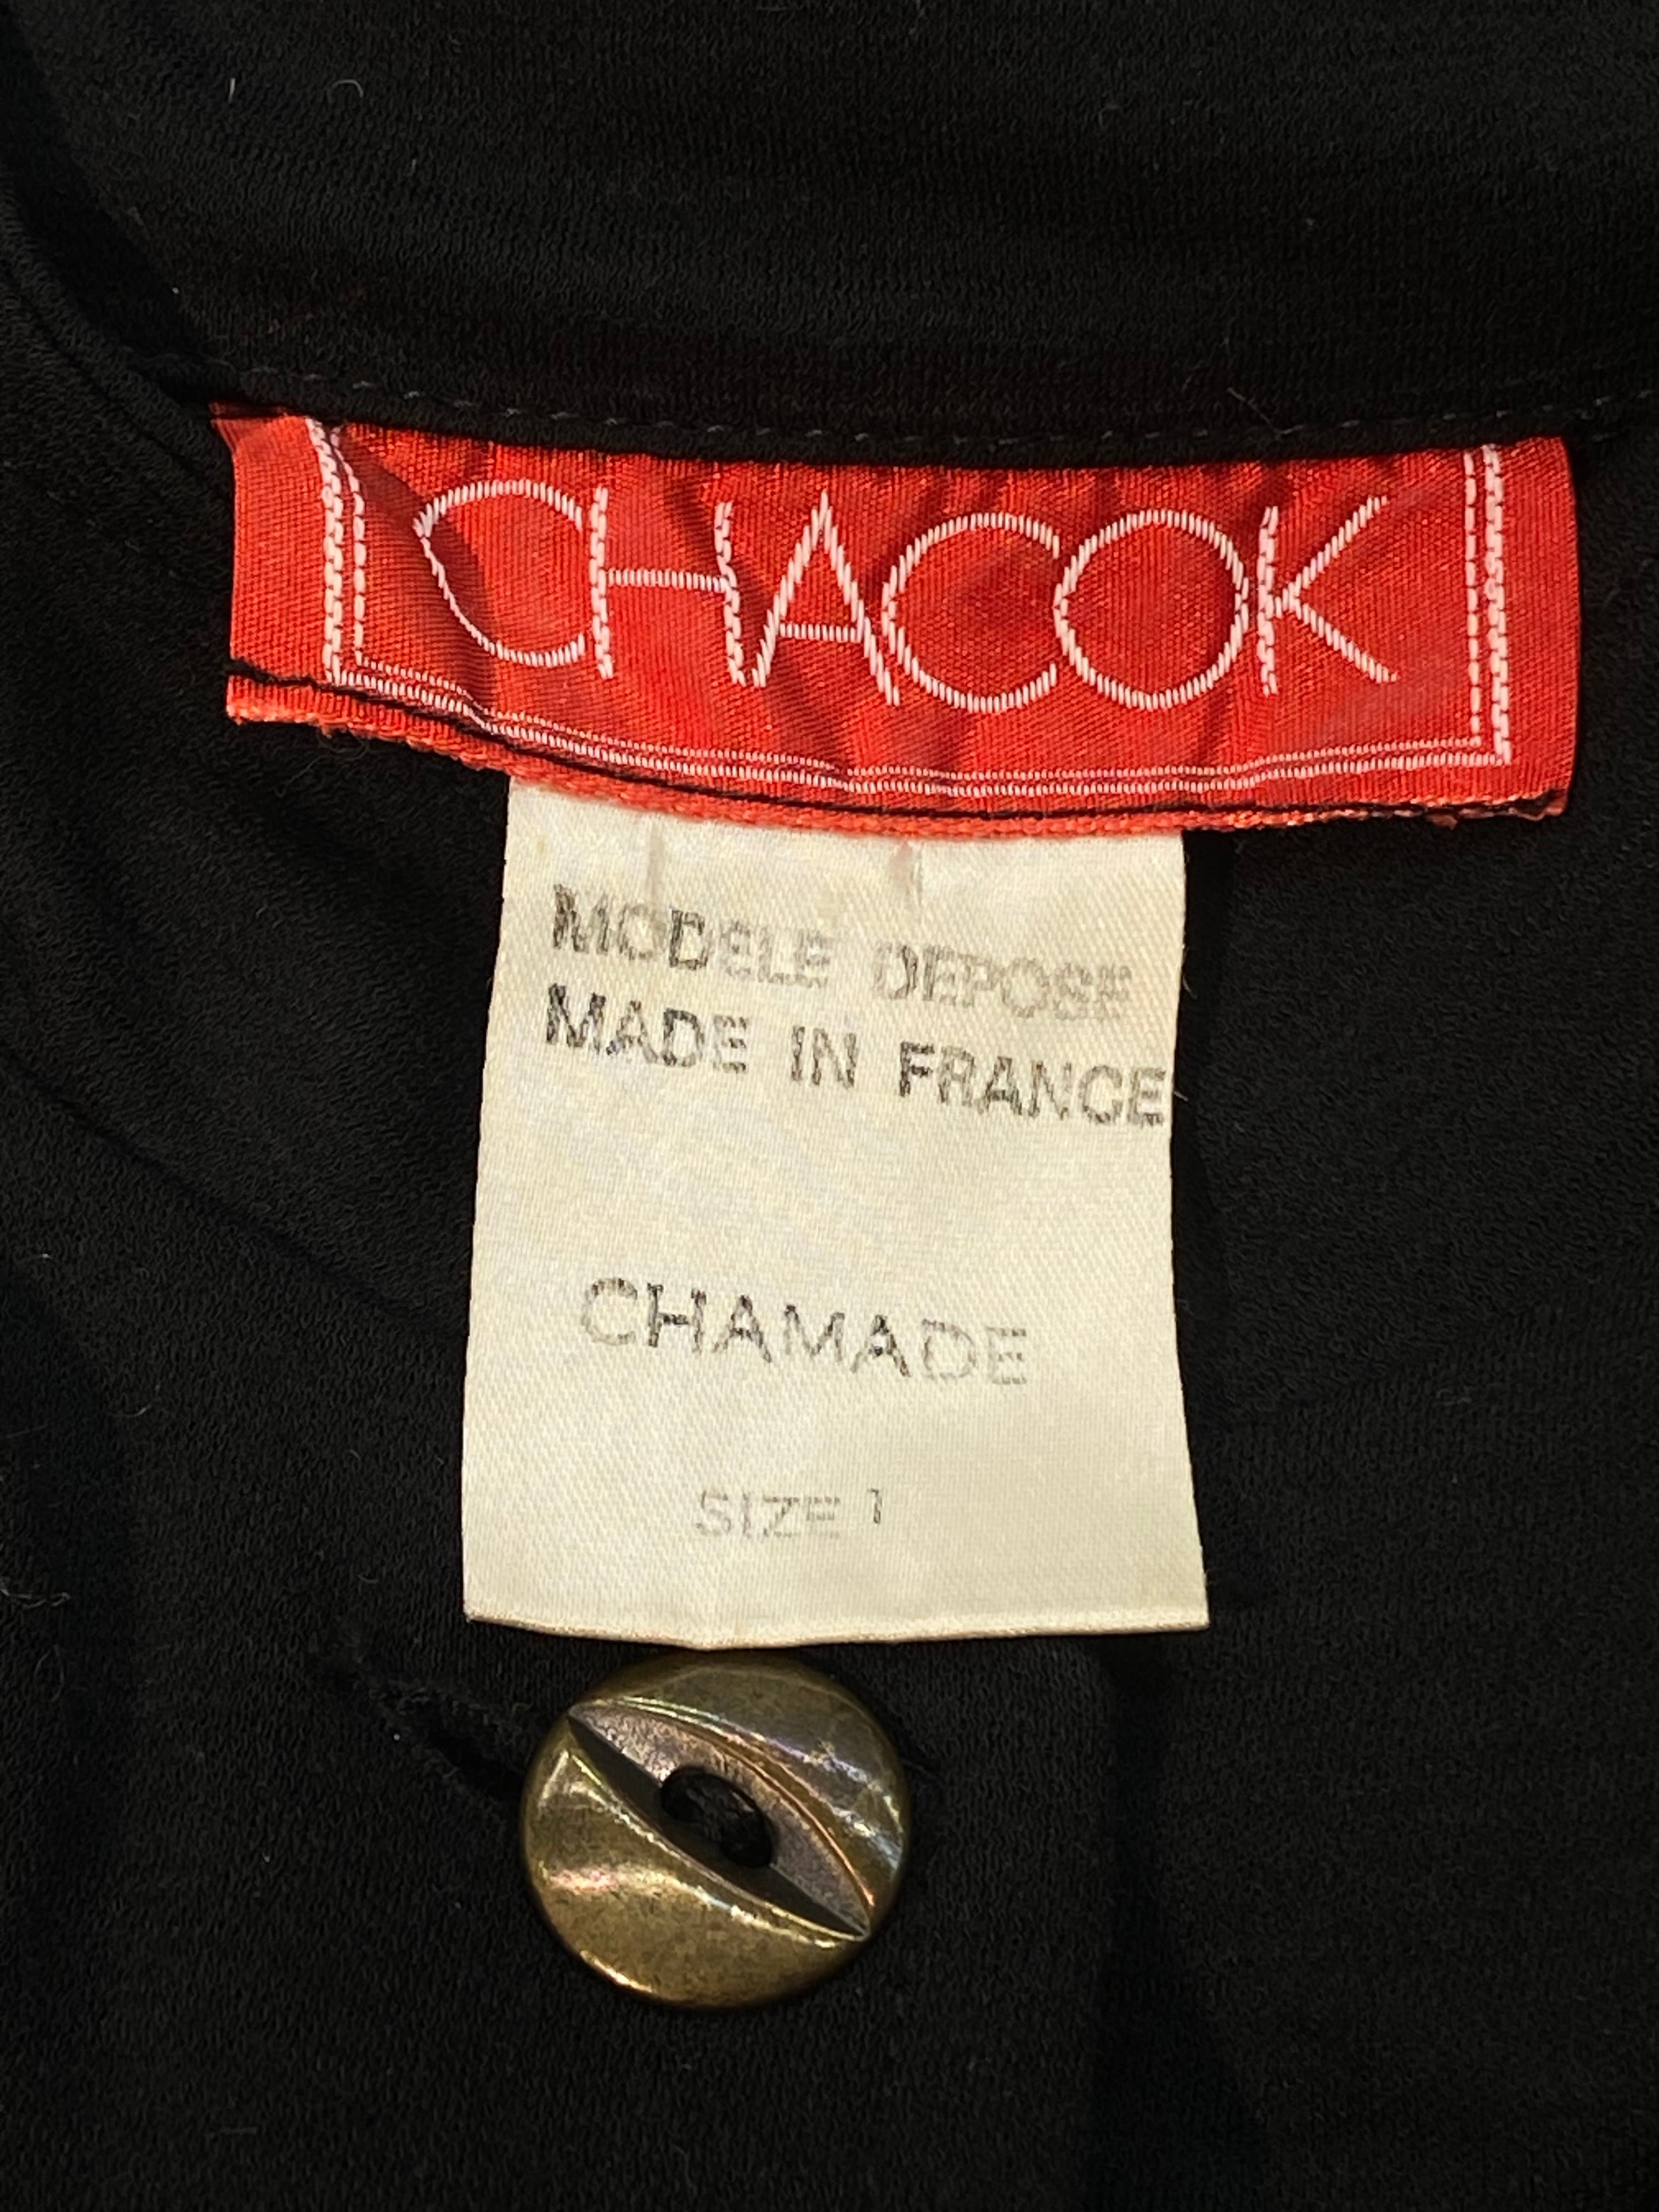 CHACOK
MODELE DEPOSE
MADE IN FRANCE
CHAMADE
SIZE 1